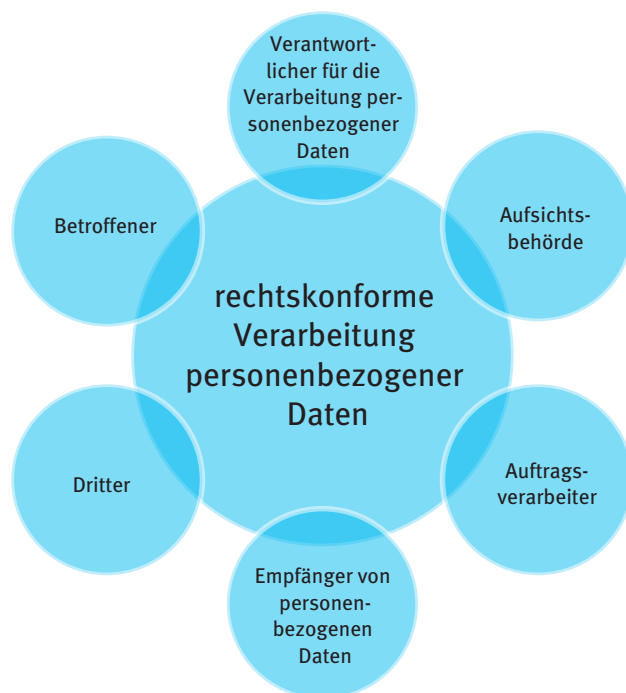 Verantwort-
licher für die
Verarbeitung per-
sonenbezogener
Daten
Betroffener
Aufsichts-
behörde
rechtskonforme
Verarbeitung
personenbezogener
Daten
Dritter
Auftrags-
verarbeiter
Empfänger von
personen-
bezogenen
Daten